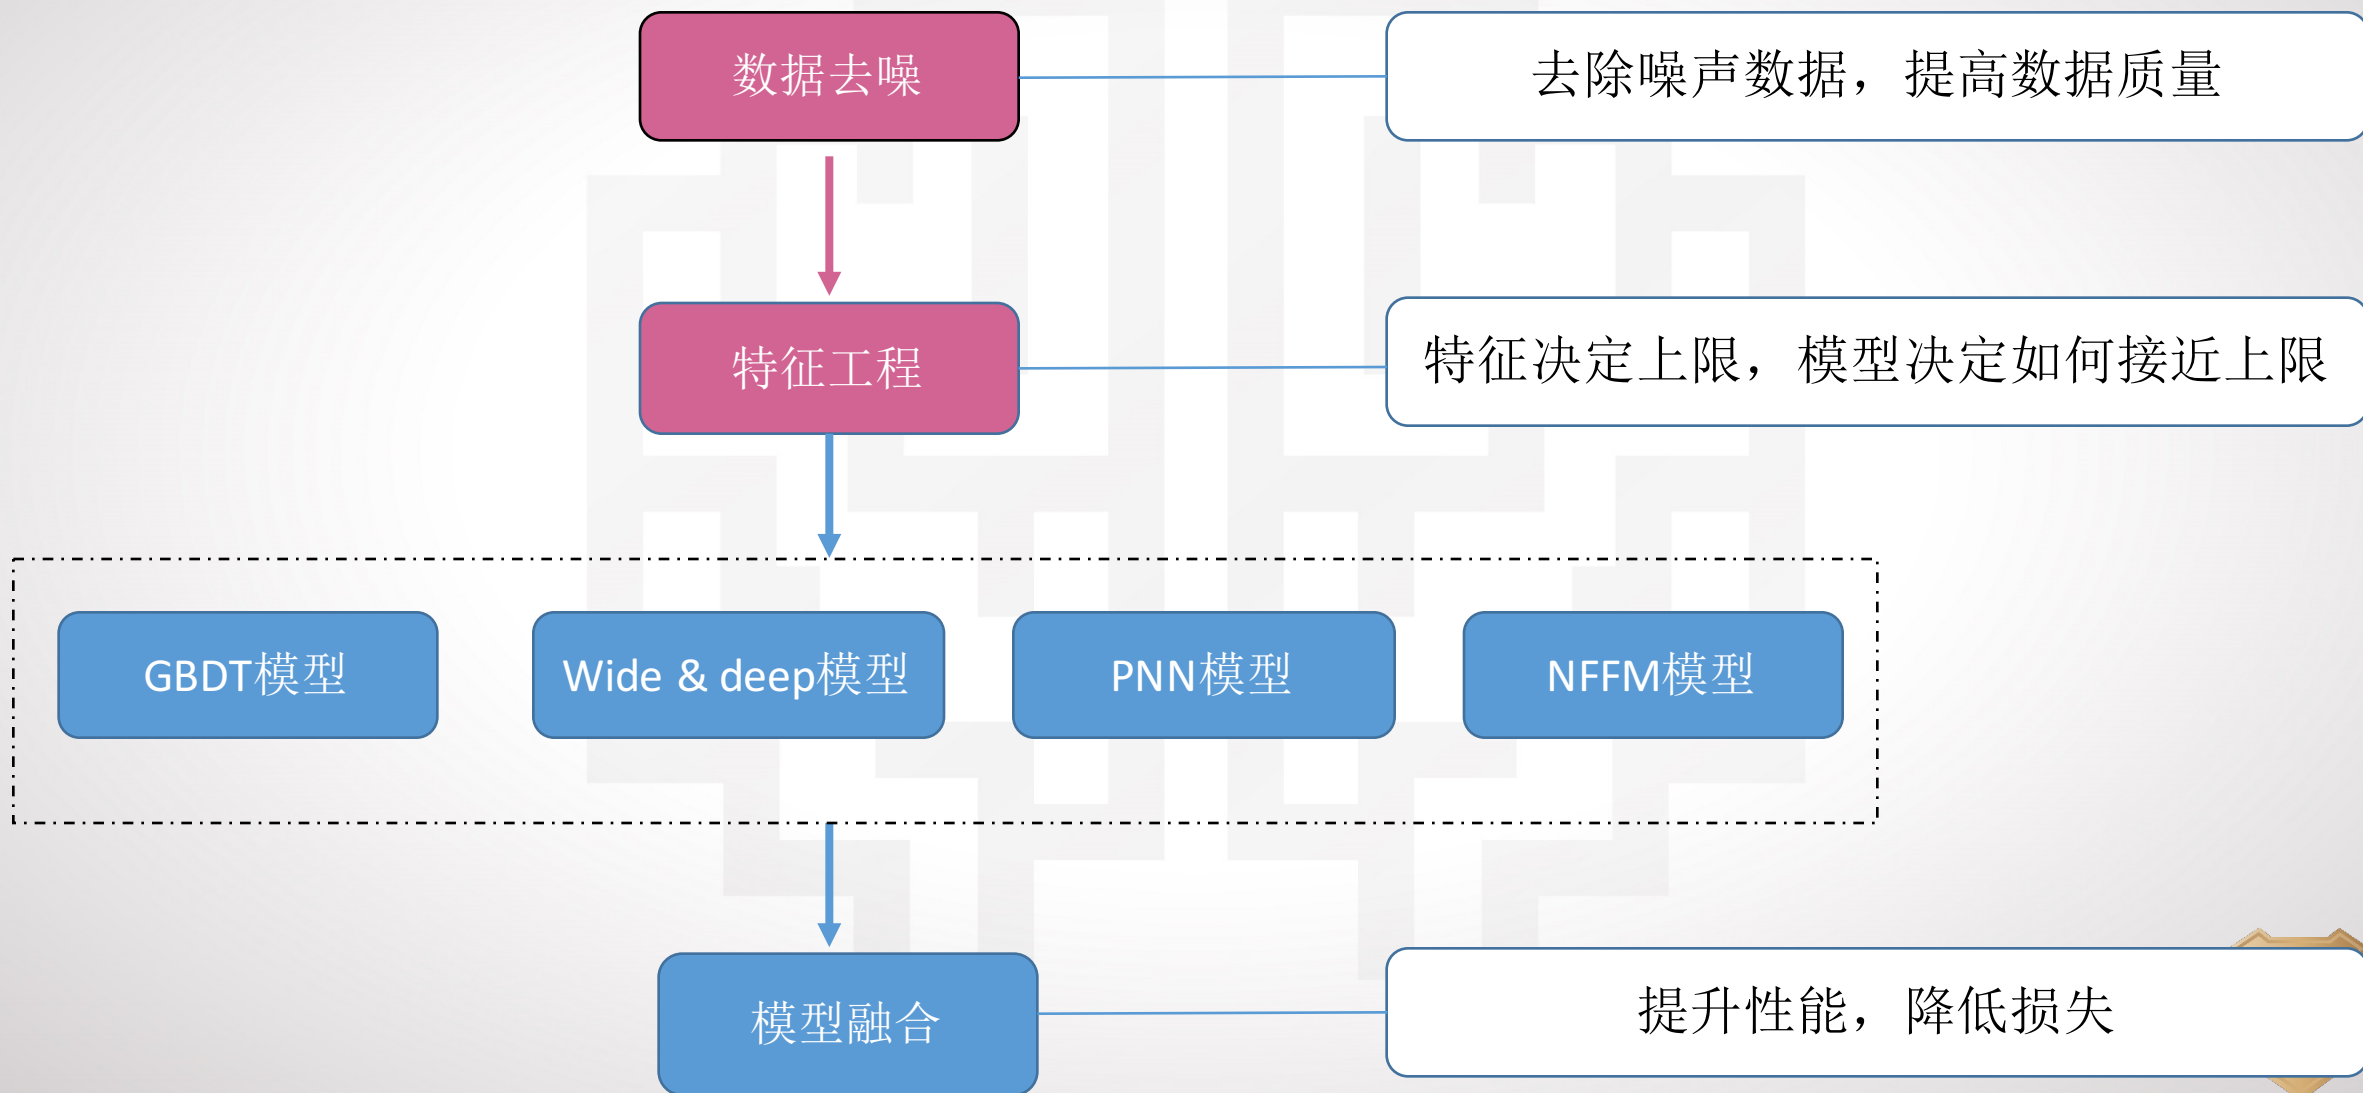 数据去噪
去除噪声数据，提高数据质量
特征工程
特征决定上限，模型决定如何接近上限
GBDT模型
Wide & deep模型
PNN模型
NFFM模型
模型融合
提升性能，降低损失